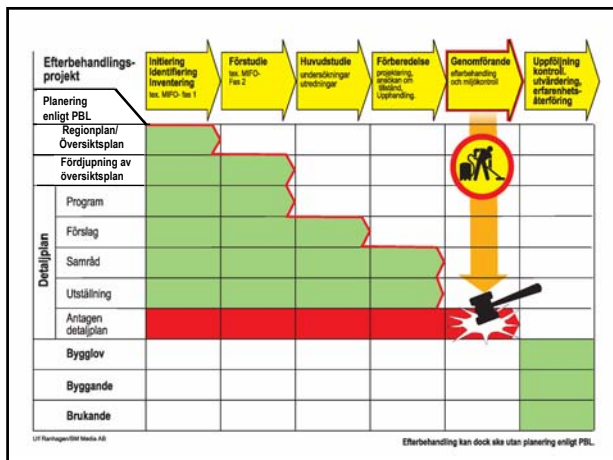 Efterbehandlings-
projekt
Planering
enligt PBL
Initiering
Identifiering
Inventering
tex. MIFO- fas 1
Förstudie
tex. MIFO-
Fas 2
Huvudstudie
undersökningar
utredningar
Förberedelse
projektering,
ansökan om
tillstånd,
Upphandling.
Genomförande
efterbehandling
och miljökontroll
Uppföljning
kontroll.
utvärdering,
erfarenhets-
återföring
Regionplan/
Översiktsplan
Fördjupning av
översiktsplan
Detaljplan
Program
Förslag
Samråd
Utställning
Antagen
detaljplan
Bygglov
Byggande
Brukande
Ulf Ranhagen/BM Media AB
Efterbehandling kan dock ske utan planering enligt PBL.